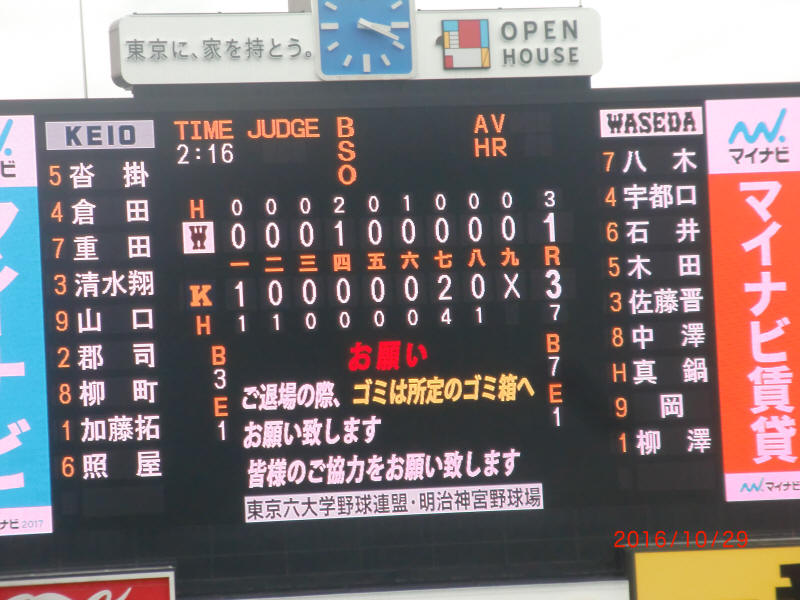 東京に、家を持とう。
OPEN HOUSE
KEIO
5 沓掛
4 倉田
7 重田
3 清水翔
9 山口
2 郡司
8 柳町
1 加藤拓
6 照屋
TIME JUDGE B AV
2:16 S HR
O
H 0 0 0 2 0 1 0 0 0 3
W 0 0 0 1 0 0 0 0 0 1
一 二 三 四 五 六 七 八 九 R
K 1 0 0 0 0 0 2 0 X 3
H 1 1 0 0 0 0 4 1 7
B 3 E 1
B 7 E 1
お願い
ご退場の際、ゴミは所定のゴミ箱へ
お願い致します
皆様のご協力をお願い致します
東京六大学野球連盟・明治神宮野球場
WASEDA
7 八木
4 宇都口
6 石井
5 木田
3 佐藤晋
8 中澤
H 真鍋
9 岡
1 柳澤
マイナビ
マイナビ賃貸
マイナビ
2016/10/29